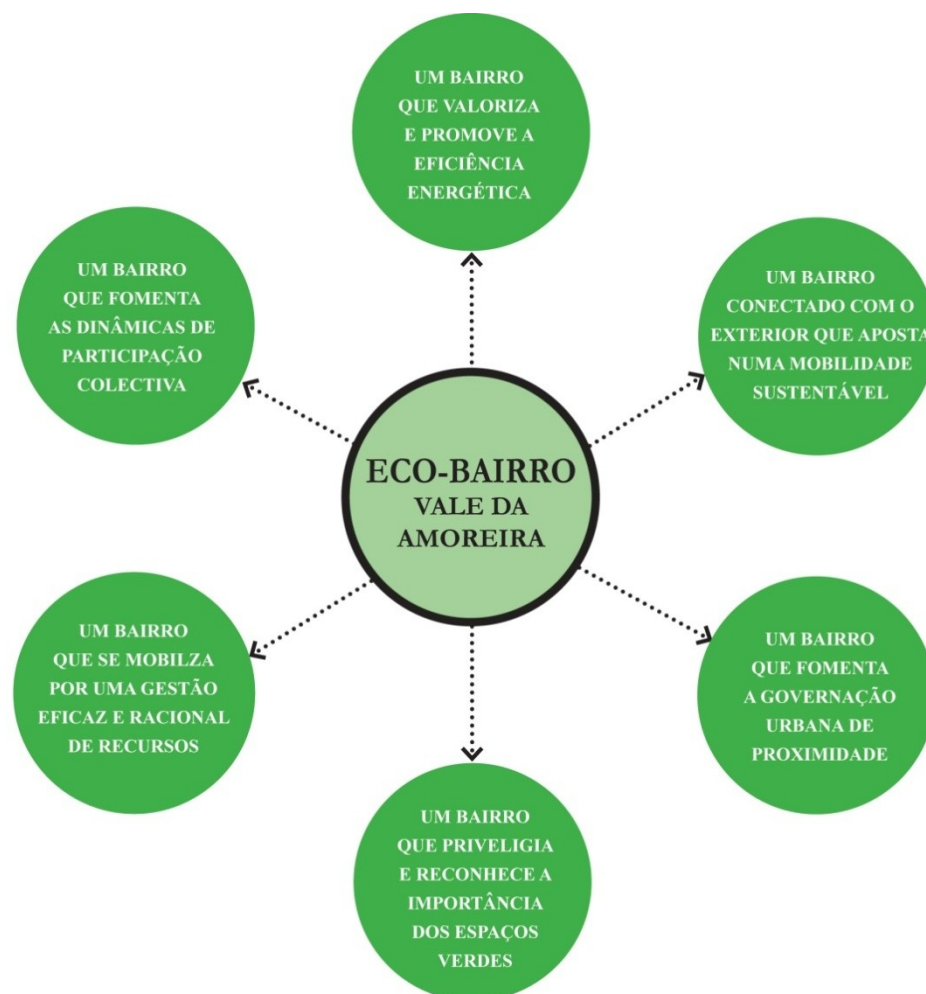 UM BAIRRO
QUE VALORIZA
E PROMOVE A
EFICIÊNCIA
ENERGÉTICA
UM BAIRRO
QUE FOMENTA
AS DINÂMICAS DE
PARTICIPAÇÃO
COLECTIVA
UM BAIRRO
CONECTADO COM O
EXTERIOR QUE APOSTA
NUMA MOBILIDADE
SUSTENTÁVEL
ECO-BAIRRO
VALE DA
AMOREIRA
UM BAIRRO
QUE SE MOBILZA
POR UMA GESTÃO
EFICAZ E RACIONAL
DE RECURSOS
UM BAIRRO
QUE FOMENTA
A GOVERNAÇÃO
URBANA DE
PROXIMIDADE
UM BAIRRO
QUE PRIVELIGIA
E RECONHECE A
IMPORTÂNCIA
DOS ESPAÇOS
VERDES